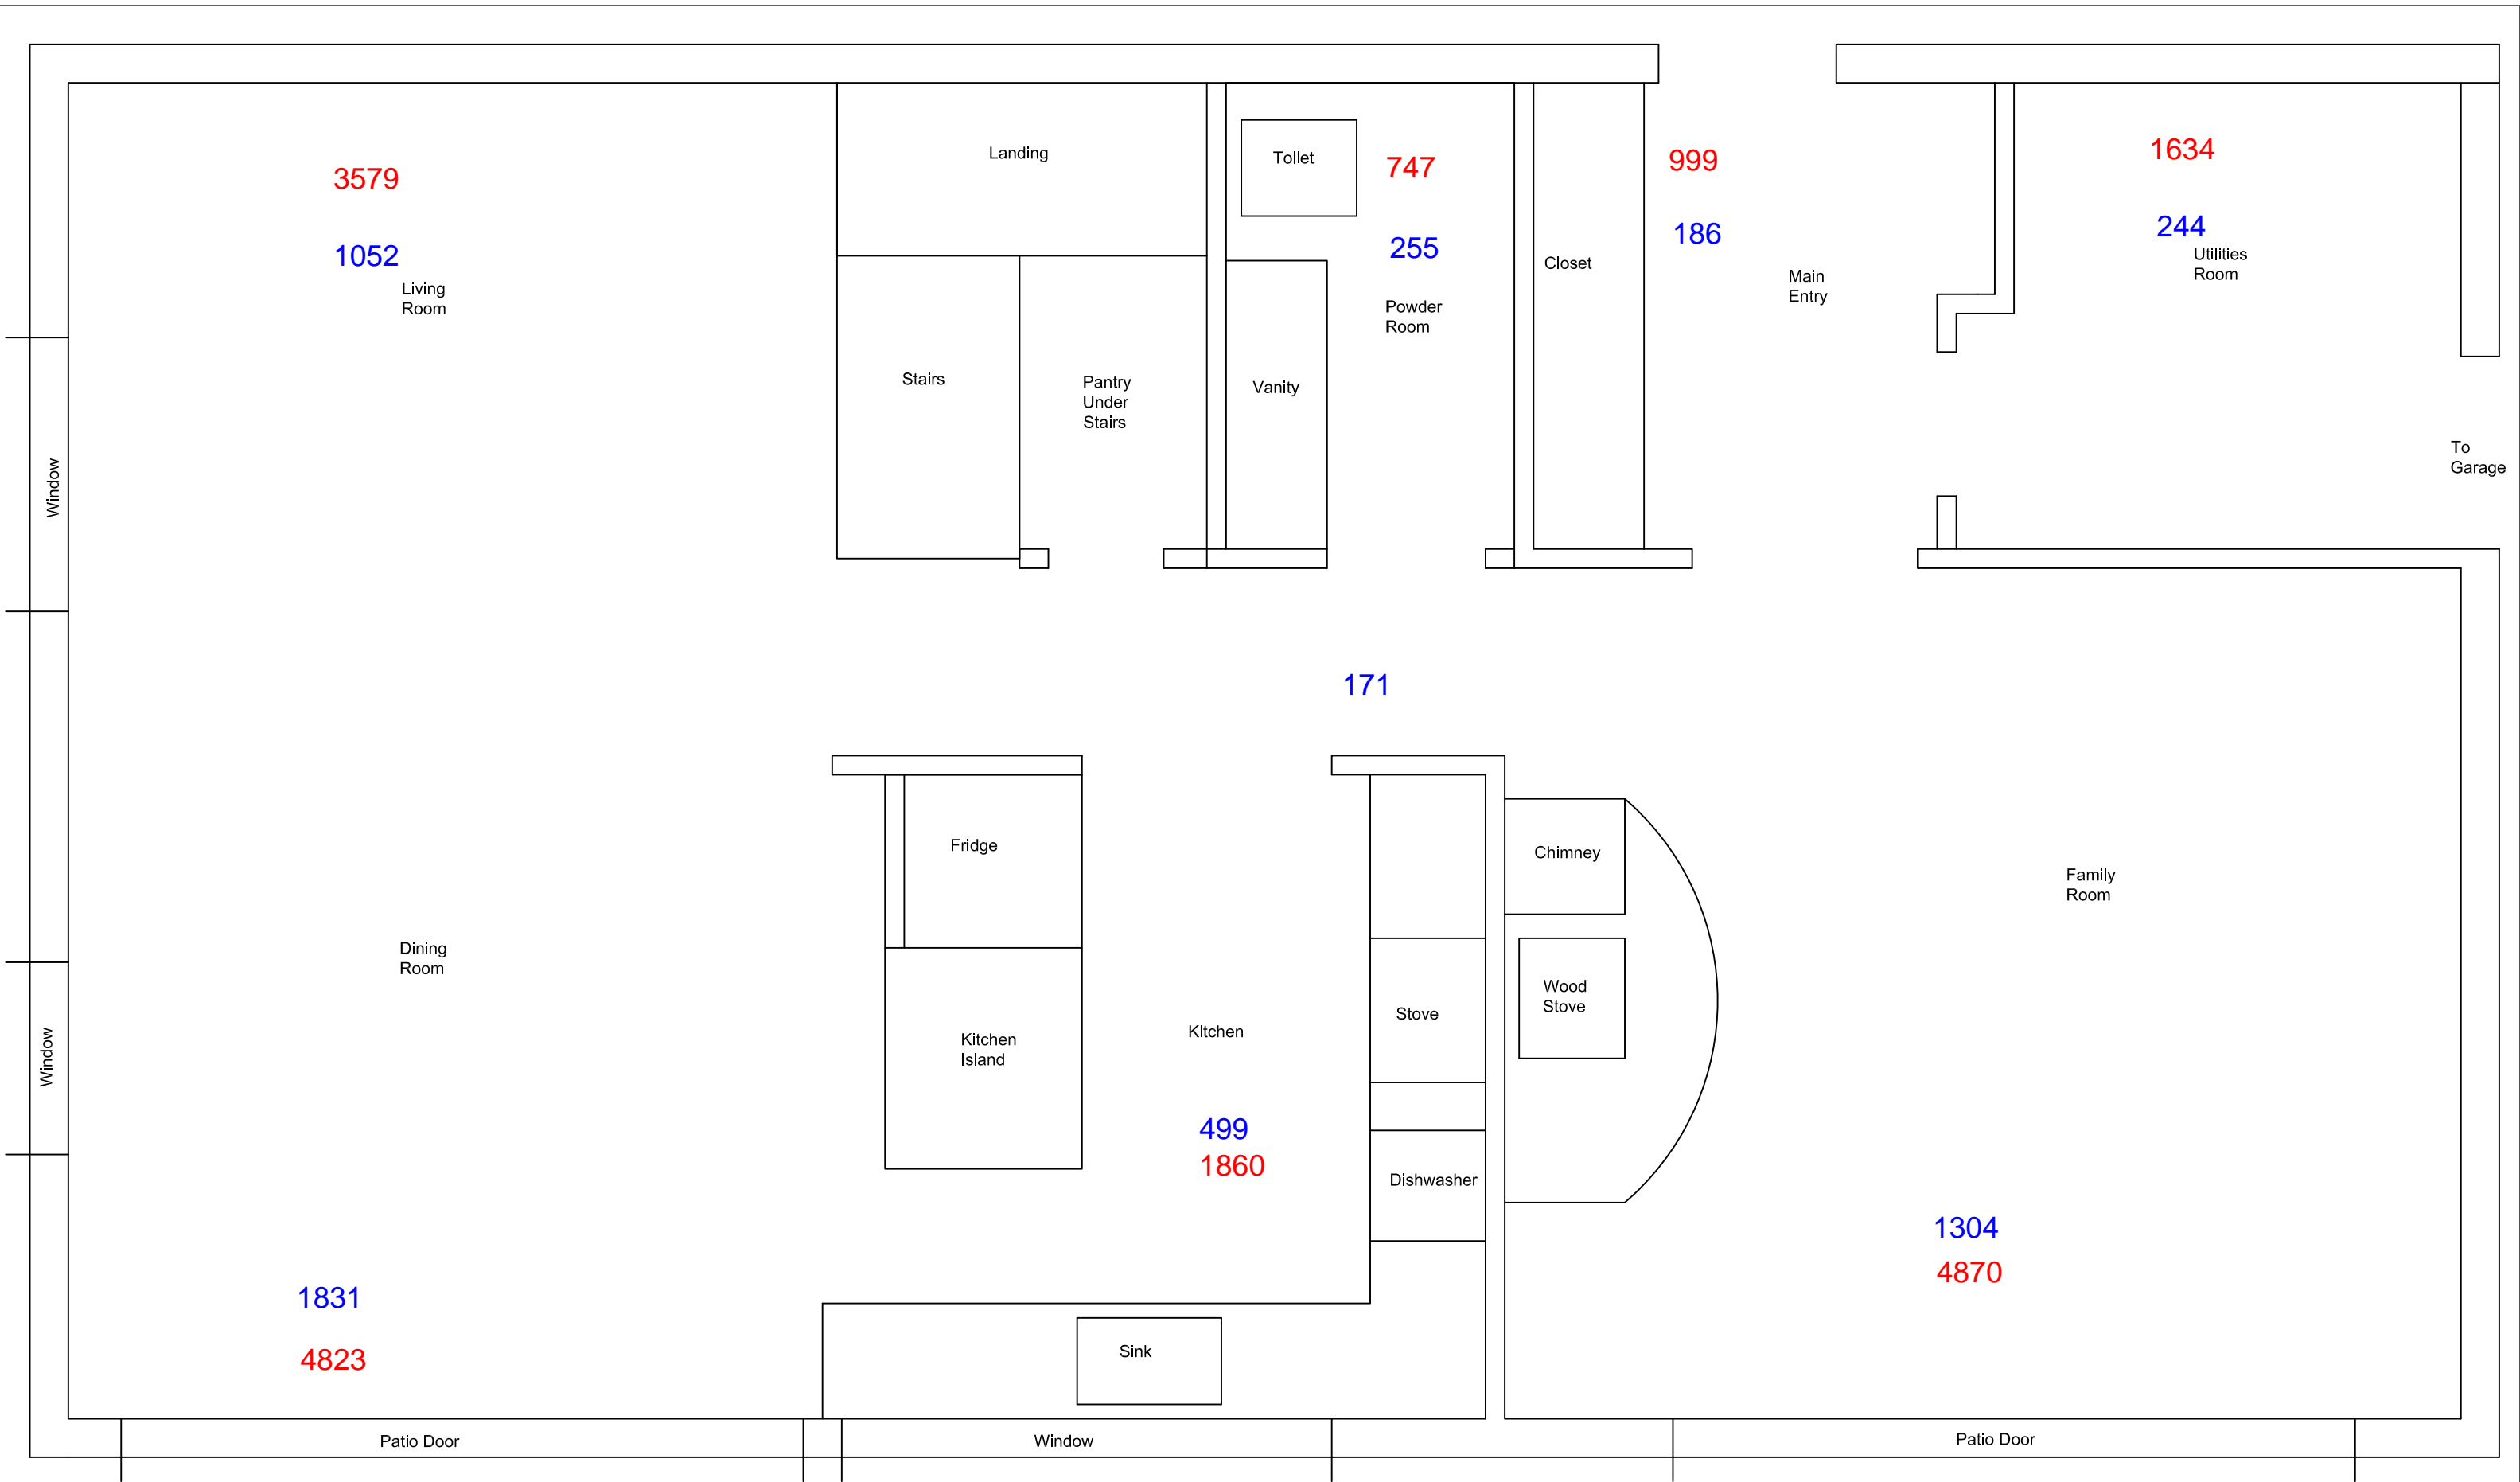 Landing
Toliet
747
999
1634
3579
255
186
244
1052
Utilities
Room
Closet
Main
Entry
Living
Room
Powder
Room
Stairs
Pantry
Under
Stairs
Vanity
To
Garage
Window
171
Fridge
Chimney
Family
Room
Dining
Room
Wood
Stove
Stove
Kitchen
Kitchen
Island
Window
499
1860
Dishwasher
1304
4870
1831
4823
Sink
Patio Door
Window
Patio Door